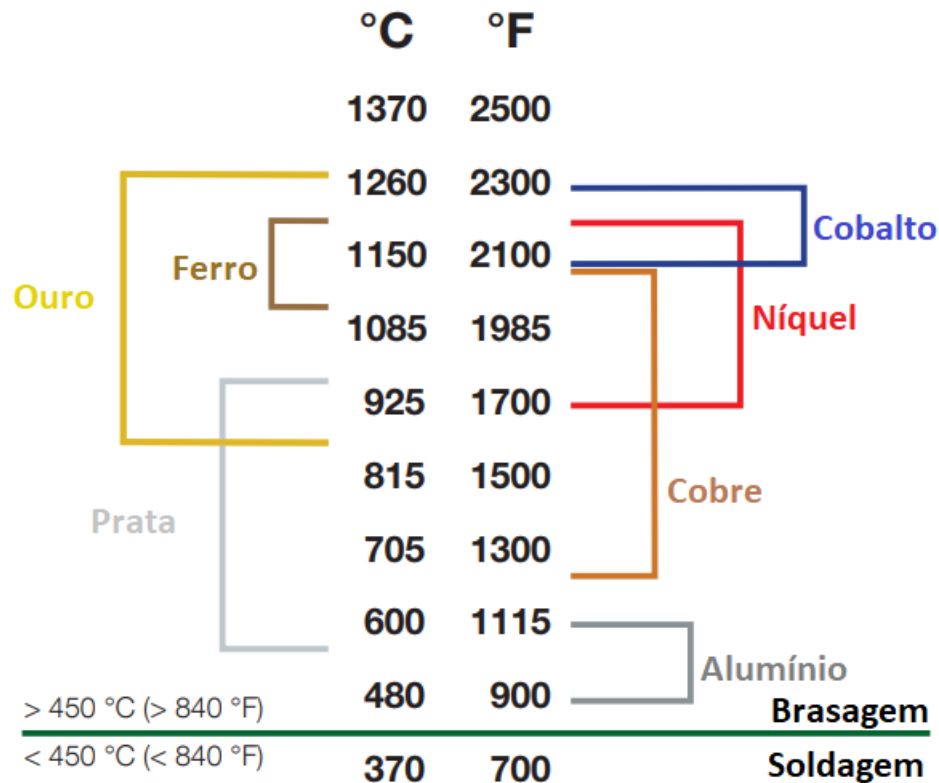 °C °F
1370 2500
1260 2300
Cobalto
Ferro 1150 2100
Ouro
Níquel
1085 1985
925 1700
815 1500
Cobre
Prata
705 1300
600 1115
Alumínio
480 900
> 450 °C (> 840 °F) Brasagem
< 450 °C (< 840 °F) 370 700 Soldagem